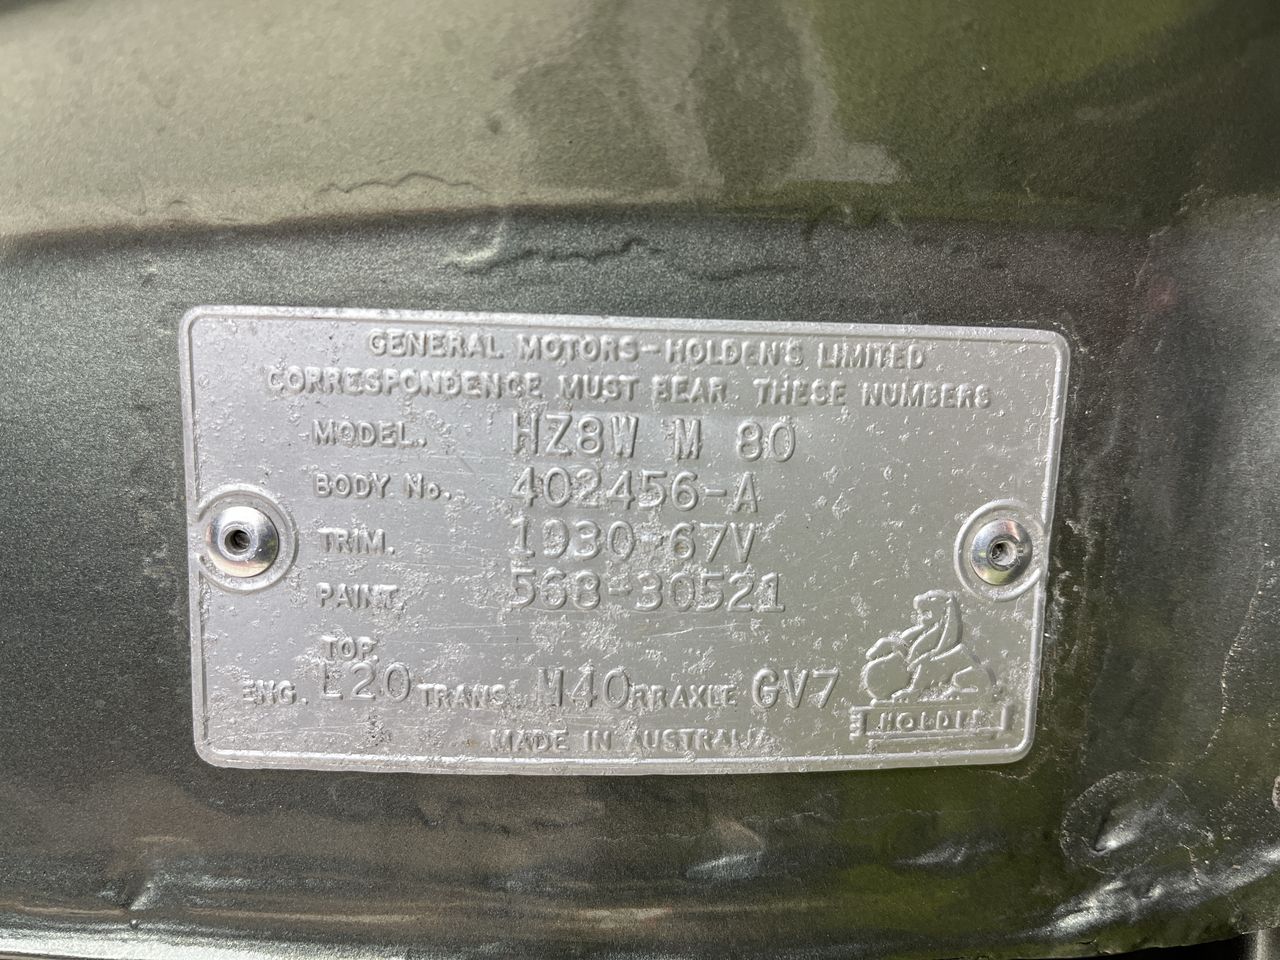 GENERAL MOTORS-HOLDEN'S LIMITED
CORRESPONDENCE MUST BEAR THESE NUMBERS
MODEL. HZ8W M 80
BODY No. 402456-A
TRIM. 1930-67V
PAINT. 568-30521
TOP
ENG. L20 TRANS. M40 RR AXLE GV7
HOLDEN
MADE IN AUSTRALIA